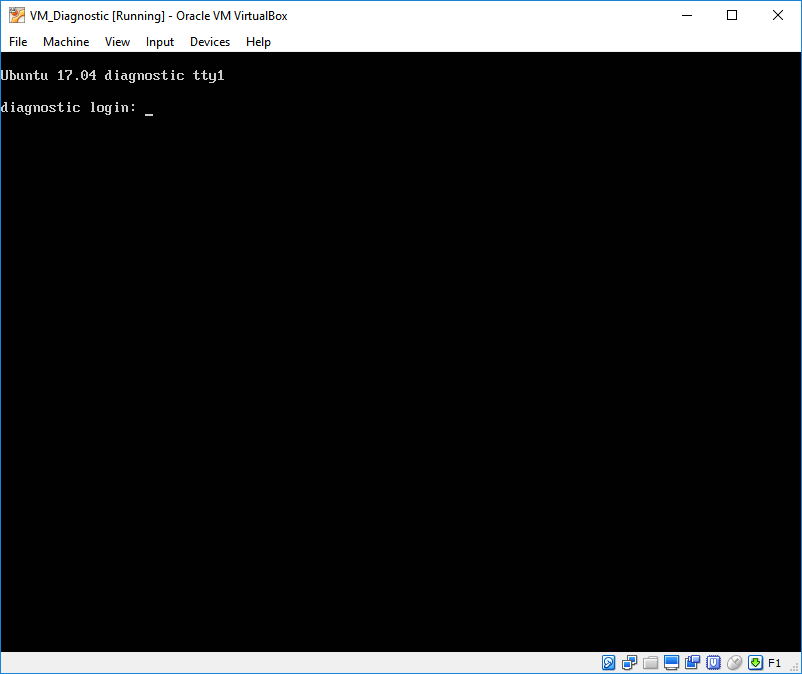 VM_Diagnostic [Running] - Oracle VM VirtualBox
File Machine View Input Devices Help
Ubuntu 17.04 diagnostic tty1
diagnostic login: _
F1